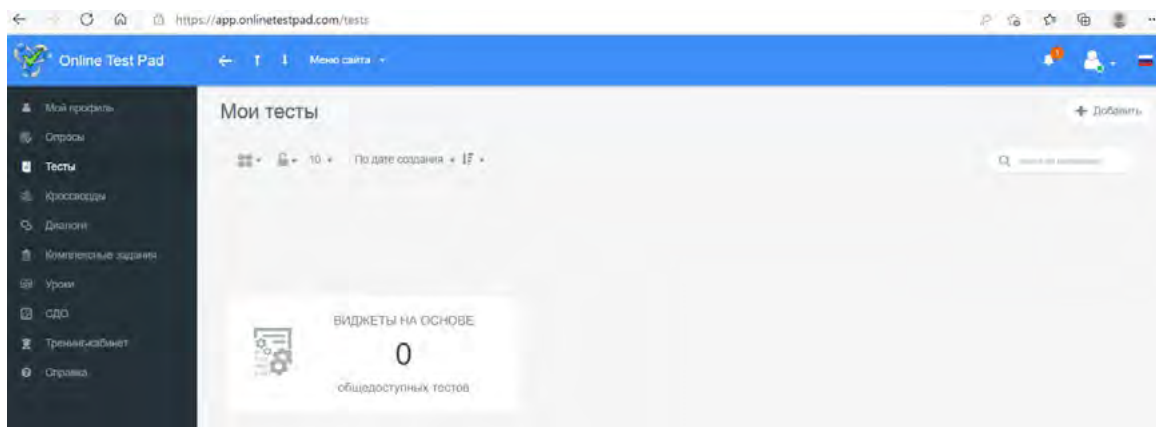 https://app.onlinetestpad.com/tests
Online Test Pad
Меню сайта
1
Мой профиль
Опросы
Тесты
Кроссворды
Диалоги
Комплексные задания
Уроки
СДО
Тренинг-кабинет
Справка
Мои тесты
Добавить
10 По дате создания
ВИДЖЕТЫ НА ОСНОВЕ
0
общедоступных тестов